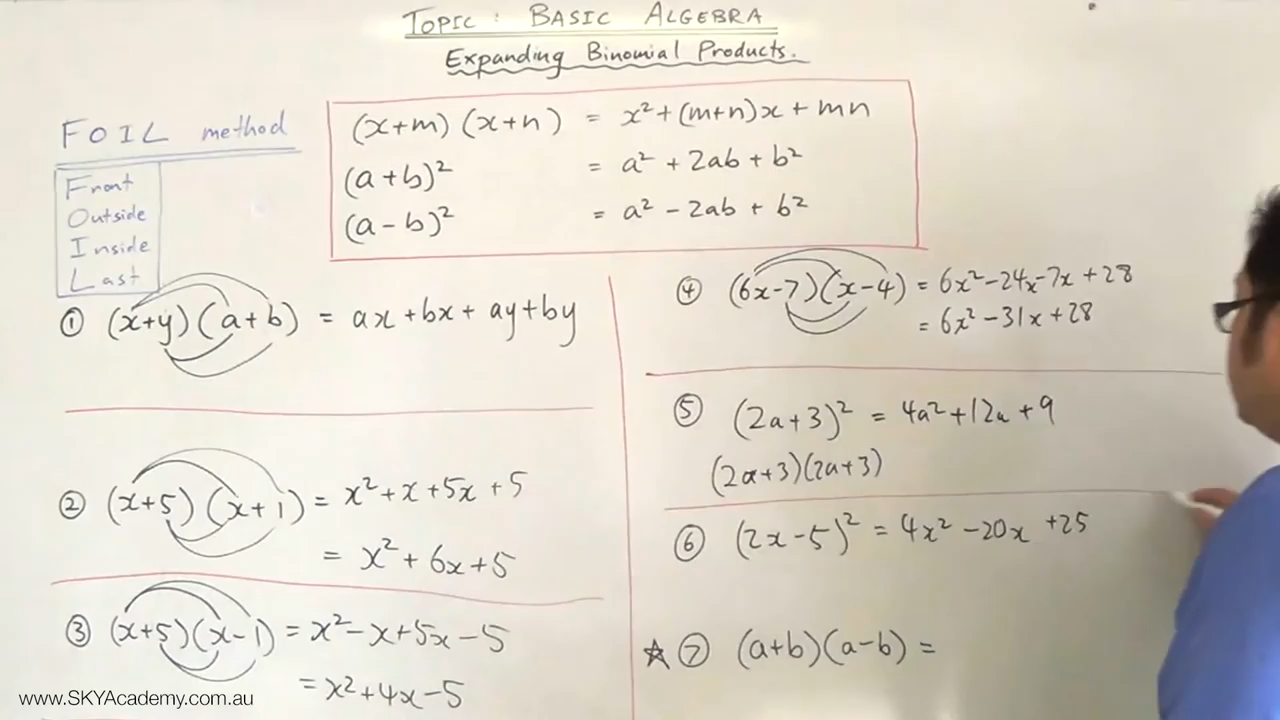 TOPIC : BASIC ALGEBRA
Expanding Binomial Products.
FOIL method
Front
Outside
Inside
Last
(x+m)(x+n) = x²+(m+n)x+mn
(a+b)² = a² + 2ab + b²
(a-b)² = a² - 2ab + b²
① (x+y)(a+b) = ax+bx+ay+by
② (x+5)(x+1) = x²+x+5x+5
= x²+6x+5
③ (x+5)(x-1) = x²-x+5x-5
= x²+4x-5
④ (6x-7)(x-4) = 6x²-24x-7x+28
= 6x²-31x+28
⑤ (2a+3)² = 4a²+12a+9
(2a+3)(2a+3)
⑥ (2x-5)² = 4x²-20x+25
☆⑦ (a+b)(a-b) =
www.SKYAcademy.com.au